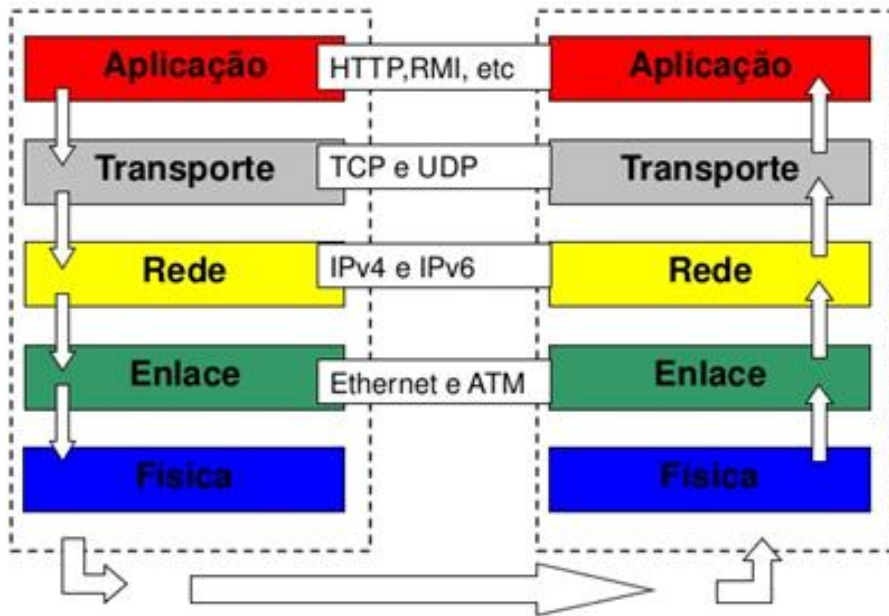 Aplicação HTTP,RMI, etc Aplicação
Transporte TCP e UDP Transporte
Rede IPv4 e IPv6 Rede
Enlace Ethernet e ATM Enlace
Física Física